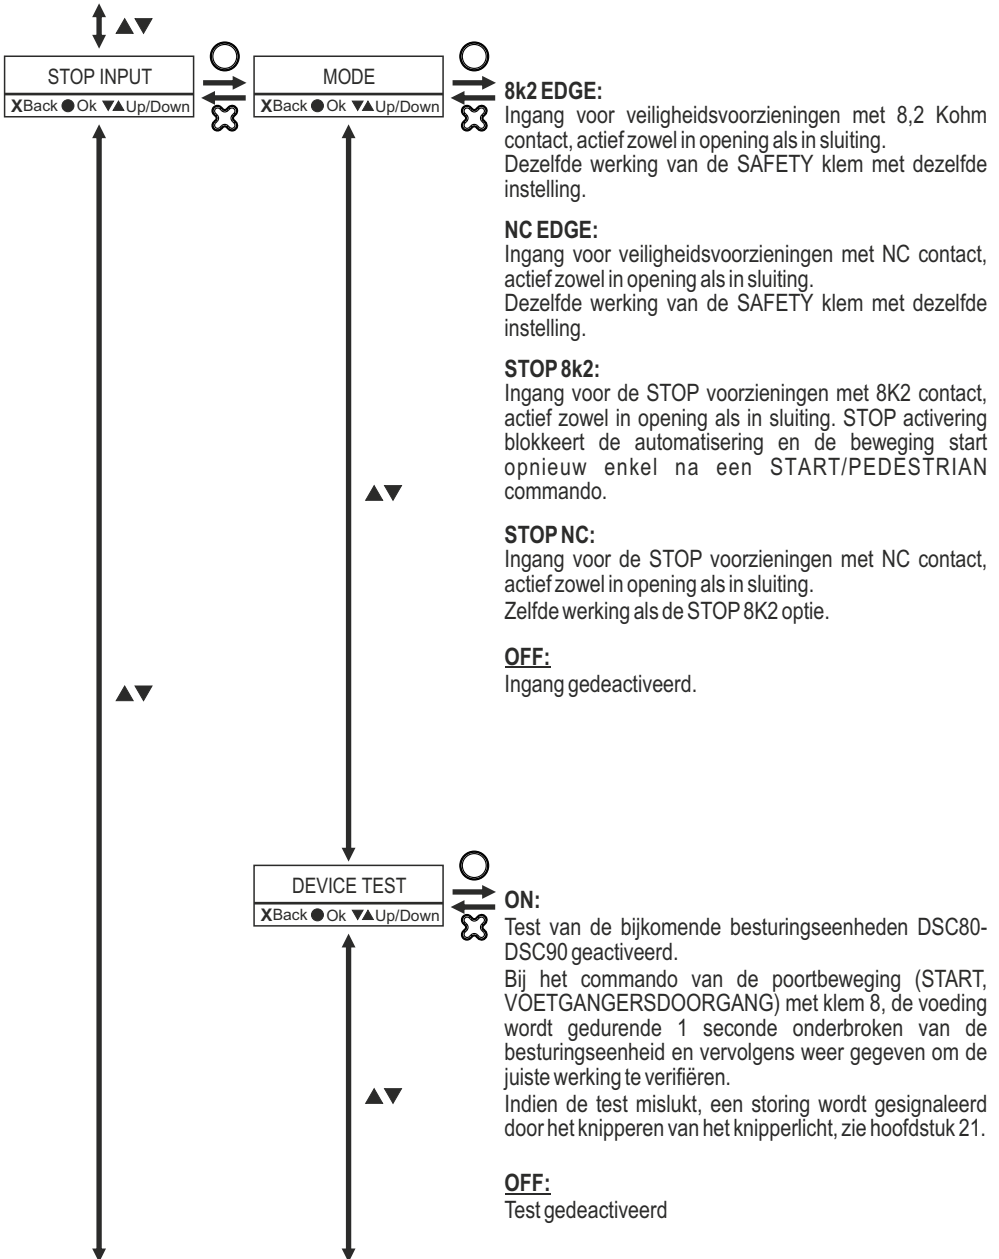 ▲▼
STOP INPUT
XBack ●Ok ▼▲Up/Down
MODE
XBack ●Ok ▼▲Up/Down
8k2 EDGE:
Ingang voor veiligheidsvoorzieningen met 8,2 Kohm
contact, actief zowel in opening als in sluiting.
Dezelfde werking van de SAFETY klem met dezelfde
instelling.
NC EDGE:
Ingang voor veiligheidsvoorzieningen met NC contact,
actief zowel in opening als in sluiting.
Dezelfde werking van de SAFETY klem met dezelfde
instelling.
STOP 8k2:
Ingang voor de STOP voorzieningen met 8K2 contact,
actief zowel in opening als in sluiting. STOP activering
blokkeert de automatisering en de beweging start
opnieuw enkel na een START/PEDESTRIAN
commando.
▲▼
STOP NC:
Ingang voor de STOP voorzieningen met NC contact,
actief zowel in opening als in sluiting.
Zelfde werking als de STOP 8K2 optie.
OFF:
Ingang gedeactiveerd.
▲▼
DEVICE TEST
XBack ●Ok ▼▲Up/Down
ON:
Test van de bijkomende besturingseenheden DSC80-
DSC90 geactiveerd.
Bij het commando van de poortbeweging (START,
VOETGANGERSDOORGANG) met klem 8, de voeding
wordt gedurende 1 seconde onderbroken van de
besturingseenheid en vervolgens weer gegeven om de
juiste werking te verifiëren.
Indien de test mislukt, een storing wordt gesignaleerd
door het knipperen van het knipperlicht, zie hoofdstuk 21.
▲▼
OFF:
Test gedeactiveerd